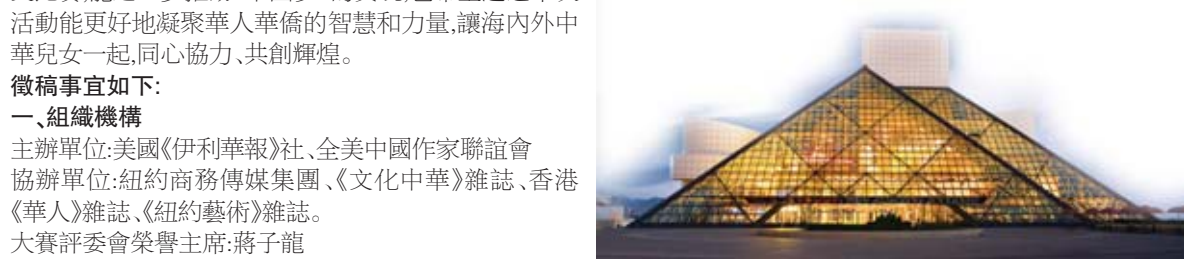 活動能更好地凝聚華人華僑的智慧和力量,讓海內外中
華兒女一起,同心協力、共創輝煌。
徵稿事宜如下:
一、組織機構
主辦單位:美國《伊利華報》社、全美中國作家聯誼會
協辦單位:紐約商務傳媒集團、《文化中華》雜誌、香港
《華人》雜誌、《紐約藝術》雜誌。
大賽評委會榮譽主席:蔣子龍